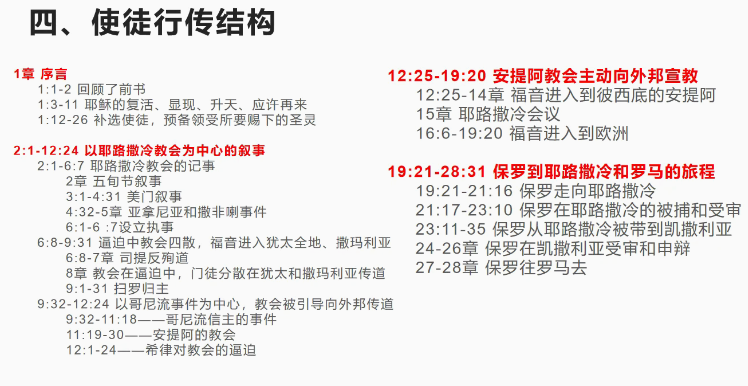 四、使徒行传结构
1章 序言
1:1-2 回顾了前书
1:3-11 耶稣的复活、显现、升天、应许再来
1:12-26 补选使徒，预备领受所要赐下的圣灵
2:1-12:24 以耶路撒冷教会为中心的叙事
2:1-6:7 耶路撒冷教会的记事
2章 五旬节叙事
3:1-4:31 美门叙事
4:32-5章 亚拿尼亚和撒非喇事件
6:1-6 :7设立执事
6:8-9:31 逼迫中教会四散，福音进入犹太全地、撒玛利亚
6:8-7章 司提反殉道
8章 教会在逼迫中，门徒分散在犹太和撒玛利亚传道
9:1-31 扫罗归主
9:32-12:24 以哥尼流事件为中心，教会被引导向外邦传道
9:32-11:18——哥尼流信主的事件
11:19-30——安提阿的教会
12:1-24——希律对教会的逼迫
12:25-19:20 安提阿教会主动向外邦宣教
12:25-14章 福音进入到彼西底的安提阿
15章 耶路撒冷会议
16:6-19:20 福音进入到欧洲
19:21-28:31 保罗到耶路撒冷和罗马的旅程
19:21-21:16 保罗走向耶路撒冷
21:17-23:10 保罗在耶路撒冷的被捕和受审
23:11-35 保罗从耶路撒冷被带到凯撒利亚
24-26章 保罗在凯撒利亚受审和申辩
27-28章 保罗往罗马去